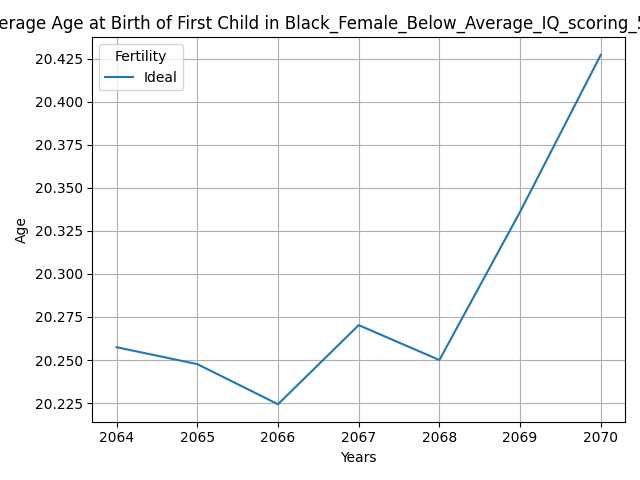 erage Age at Birth of First Child in Black_Female_Below_Average_IQ_scoring_5
Fertility
Ideal
20.425
20.400
20.375
20.350
20.325
20.300
20.275
20.250
20.225
Age
2064 2065 2066 2067 2068 2069 2070
Years